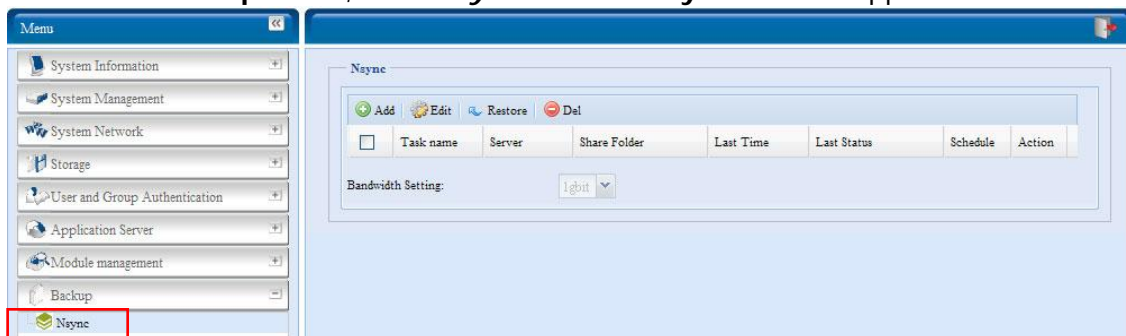 Menu
System Information
System Management
System Network
Storage
User and Group Authentication
Application Server
Module management
Backup
Nsync
Nsync
Add Edit Restore Del
Task name Server Share Folder Last Time Last Status Schedule Action
Bandwidth Setting: 1gbit